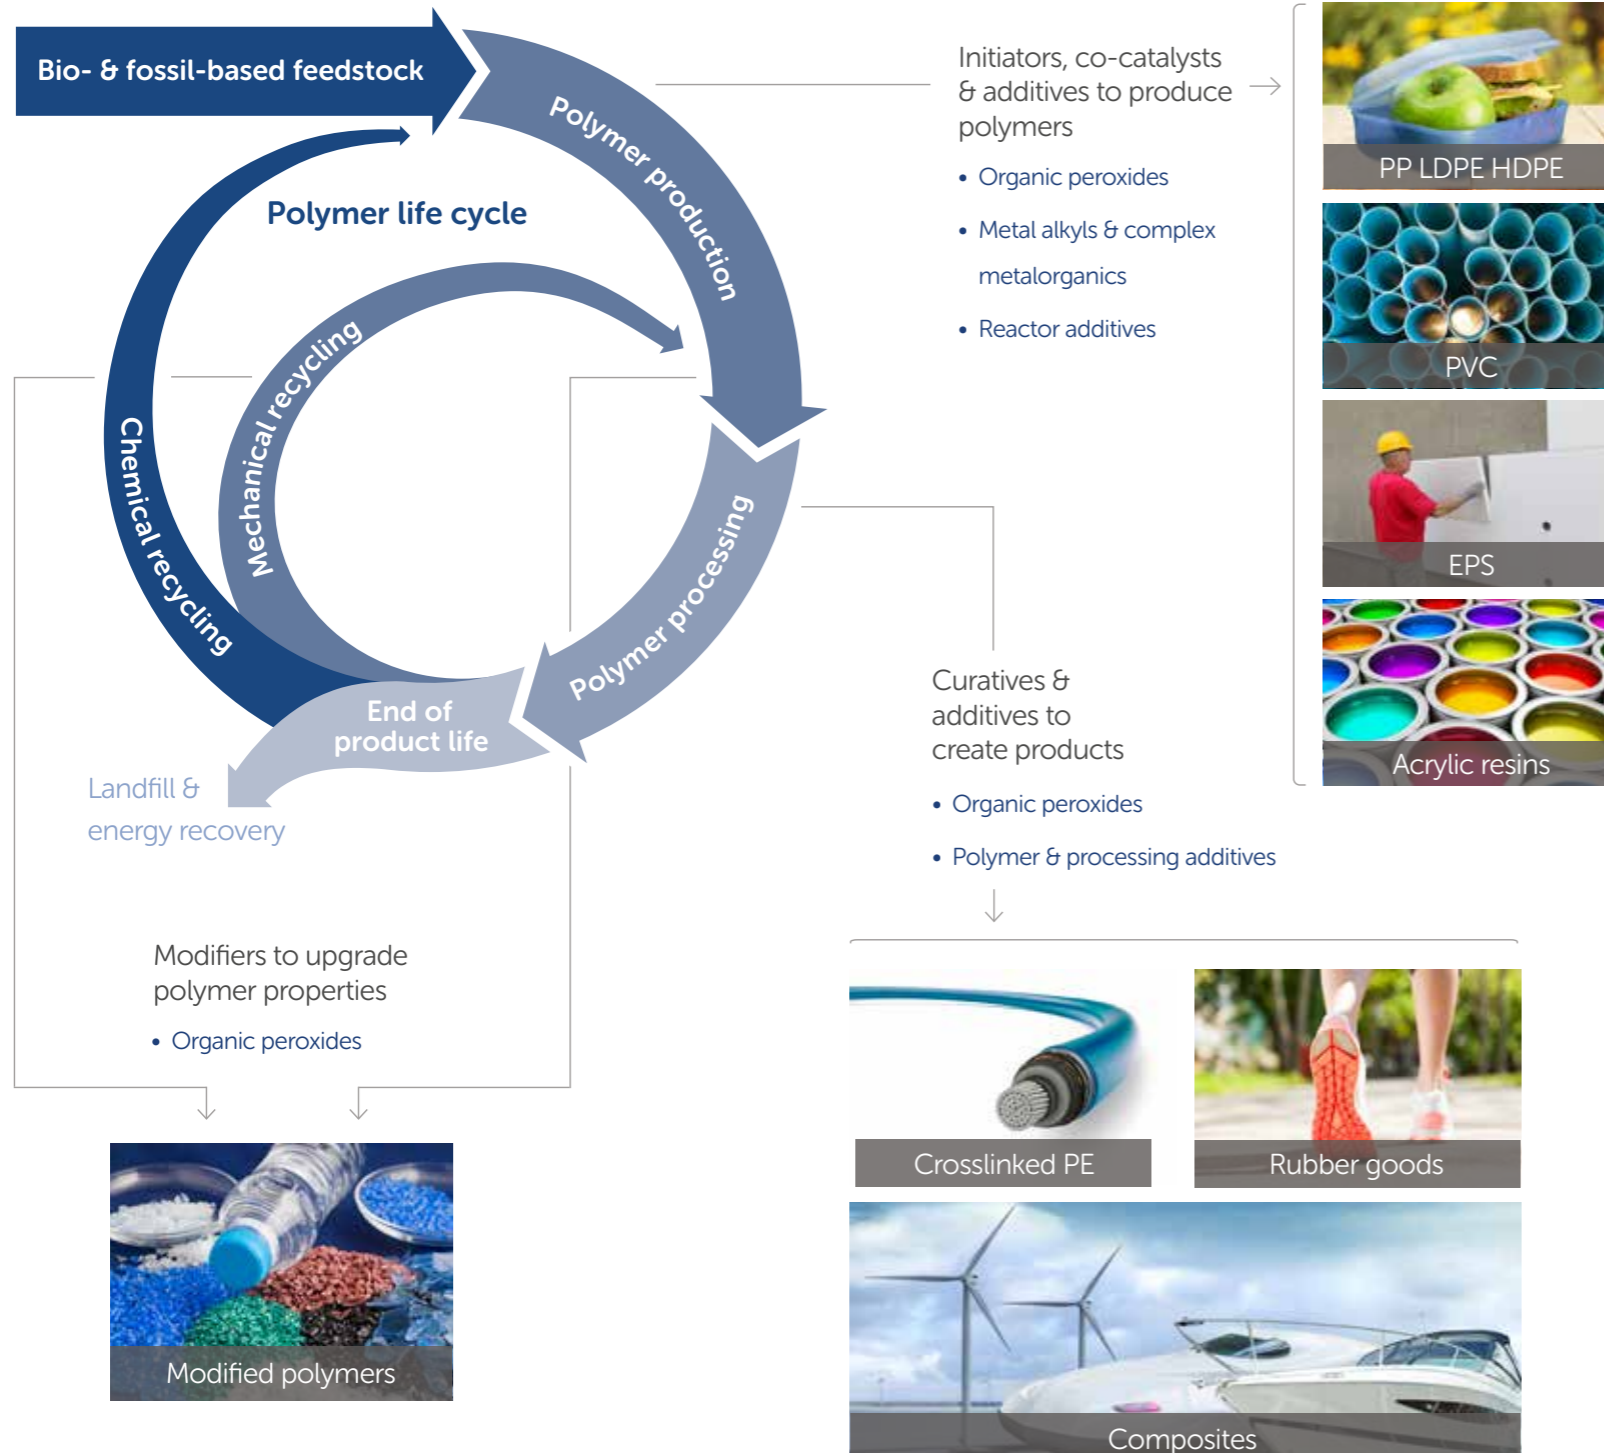 Bio- & fossil-based feedstock
Polymer production
Polymer life cycle
Mechanical recycling
Chemical recycling
Polymer processing
End of
product life
Landfill &
energy recovery
Initiators, co-catalysts
& additives to produce
polymers
• Organic peroxides
• Metal alkyls & complex
metalorganics
• Reactor additives
PP LDPE HDPE
PVC
EPS
Acrylic resins
Curatives &
additives to
create products
• Organic peroxides
• Polymer & processing additives
Modifiers to upgrade
polymer properties
• Organic peroxides
Modified polymers
Crosslinked PE
Rubber goods
Composites